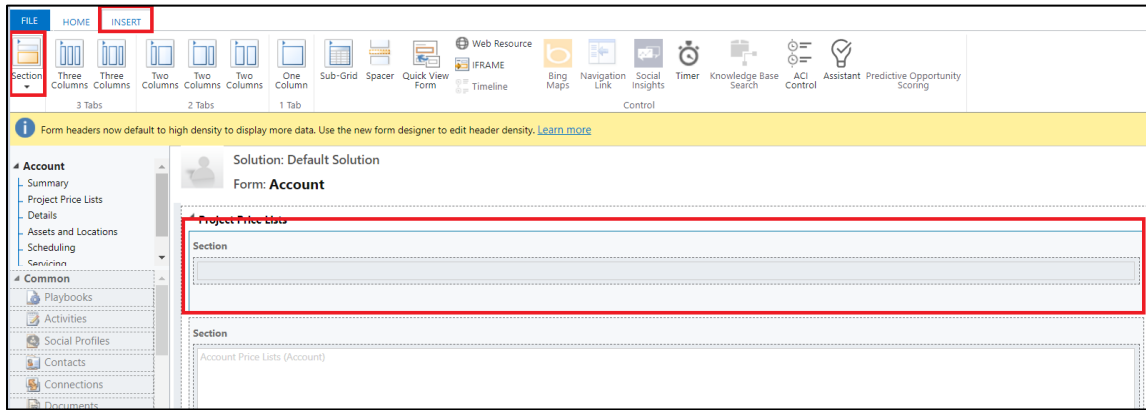 FILE HOME INSERT
Section Three Columns Three Columns Two Columns Two Columns Two Columns One Column Sub-Grid Spacer Quick View Form Web Resource IFRAME Timeline Bing Maps Navigation Link Social Insights Timer Knowledge Base Search ACI Control Assistant Predictive Opportunity Scoring
3 Tabs 2 Tabs 1 Tab Control
Form headers now default to high density to display more data. Use the new form designer to edit header density. Learn more
Account
Summary
Project Price Lists
Details
Assets and Locations
Scheduling
Servicing
Common
Playbooks
Activities
Social Profiles
Contacts
Connections
Documents
Solution: Default Solution
Form: Account
Project Price Lists
Section
Section
Account Price Lists (Account)